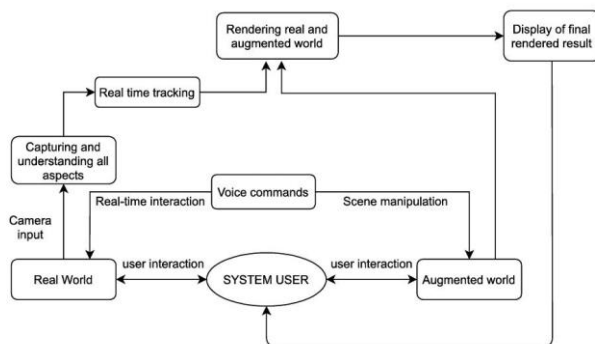 Rendering real and
augmented world
Display of final
rendered result
Real time tracking
Capturing and
understanding all
aspects
Voice commands
Real-time interaction
Scene manipulation
Camera
input
user interaction
user interaction
Real World
SYSTEM USER
Augmented world